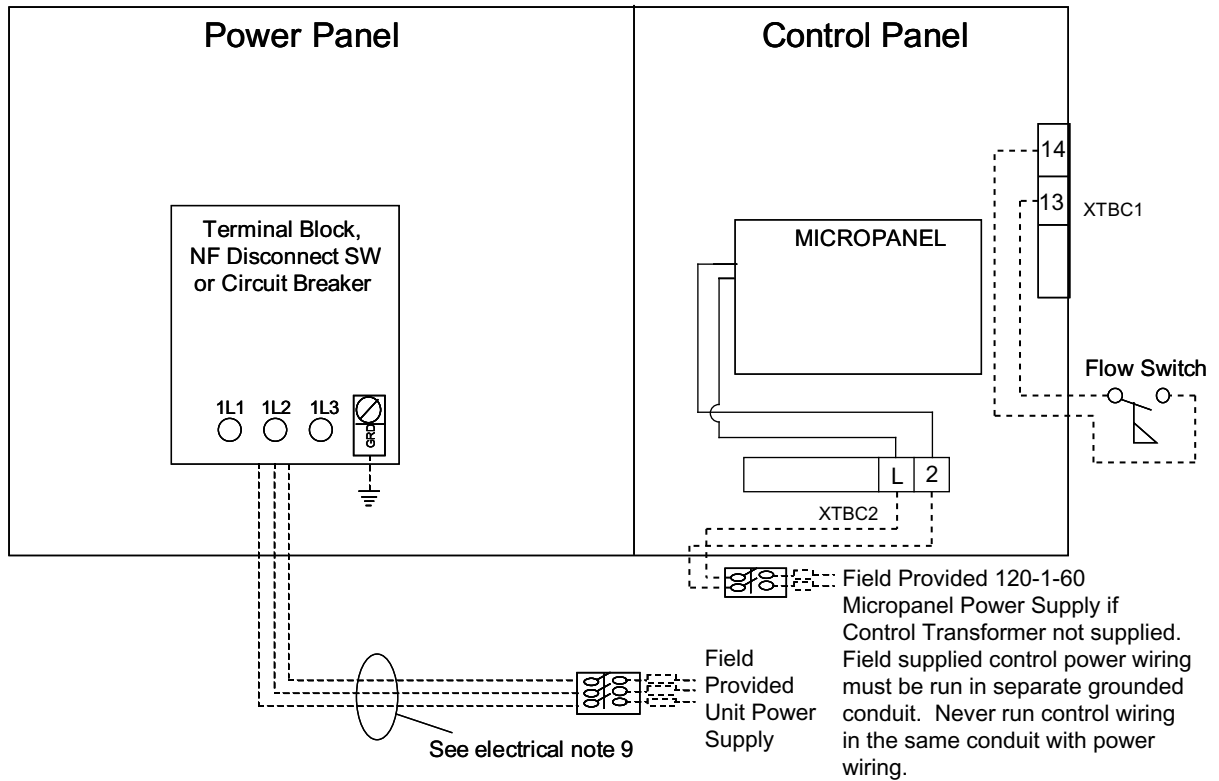 Power Panel
Control Panel
Terminal Block,
NF Disconnect SW
or Circuit Breaker
1L1 1L2 1L3
GRD
MICROPANEL
14
13
XTBC1
Flow Switch
L 2
XTBC2
Field Provided 120-1-60
Micropanel Power Supply if
Control Transformer not supplied.
Field supplied control power wiring
must be run in separate grounded
conduit. Never run control wiring
in the same conduit with power
wiring.
Field
Provided
Unit Power
Supply
See electrical note 9